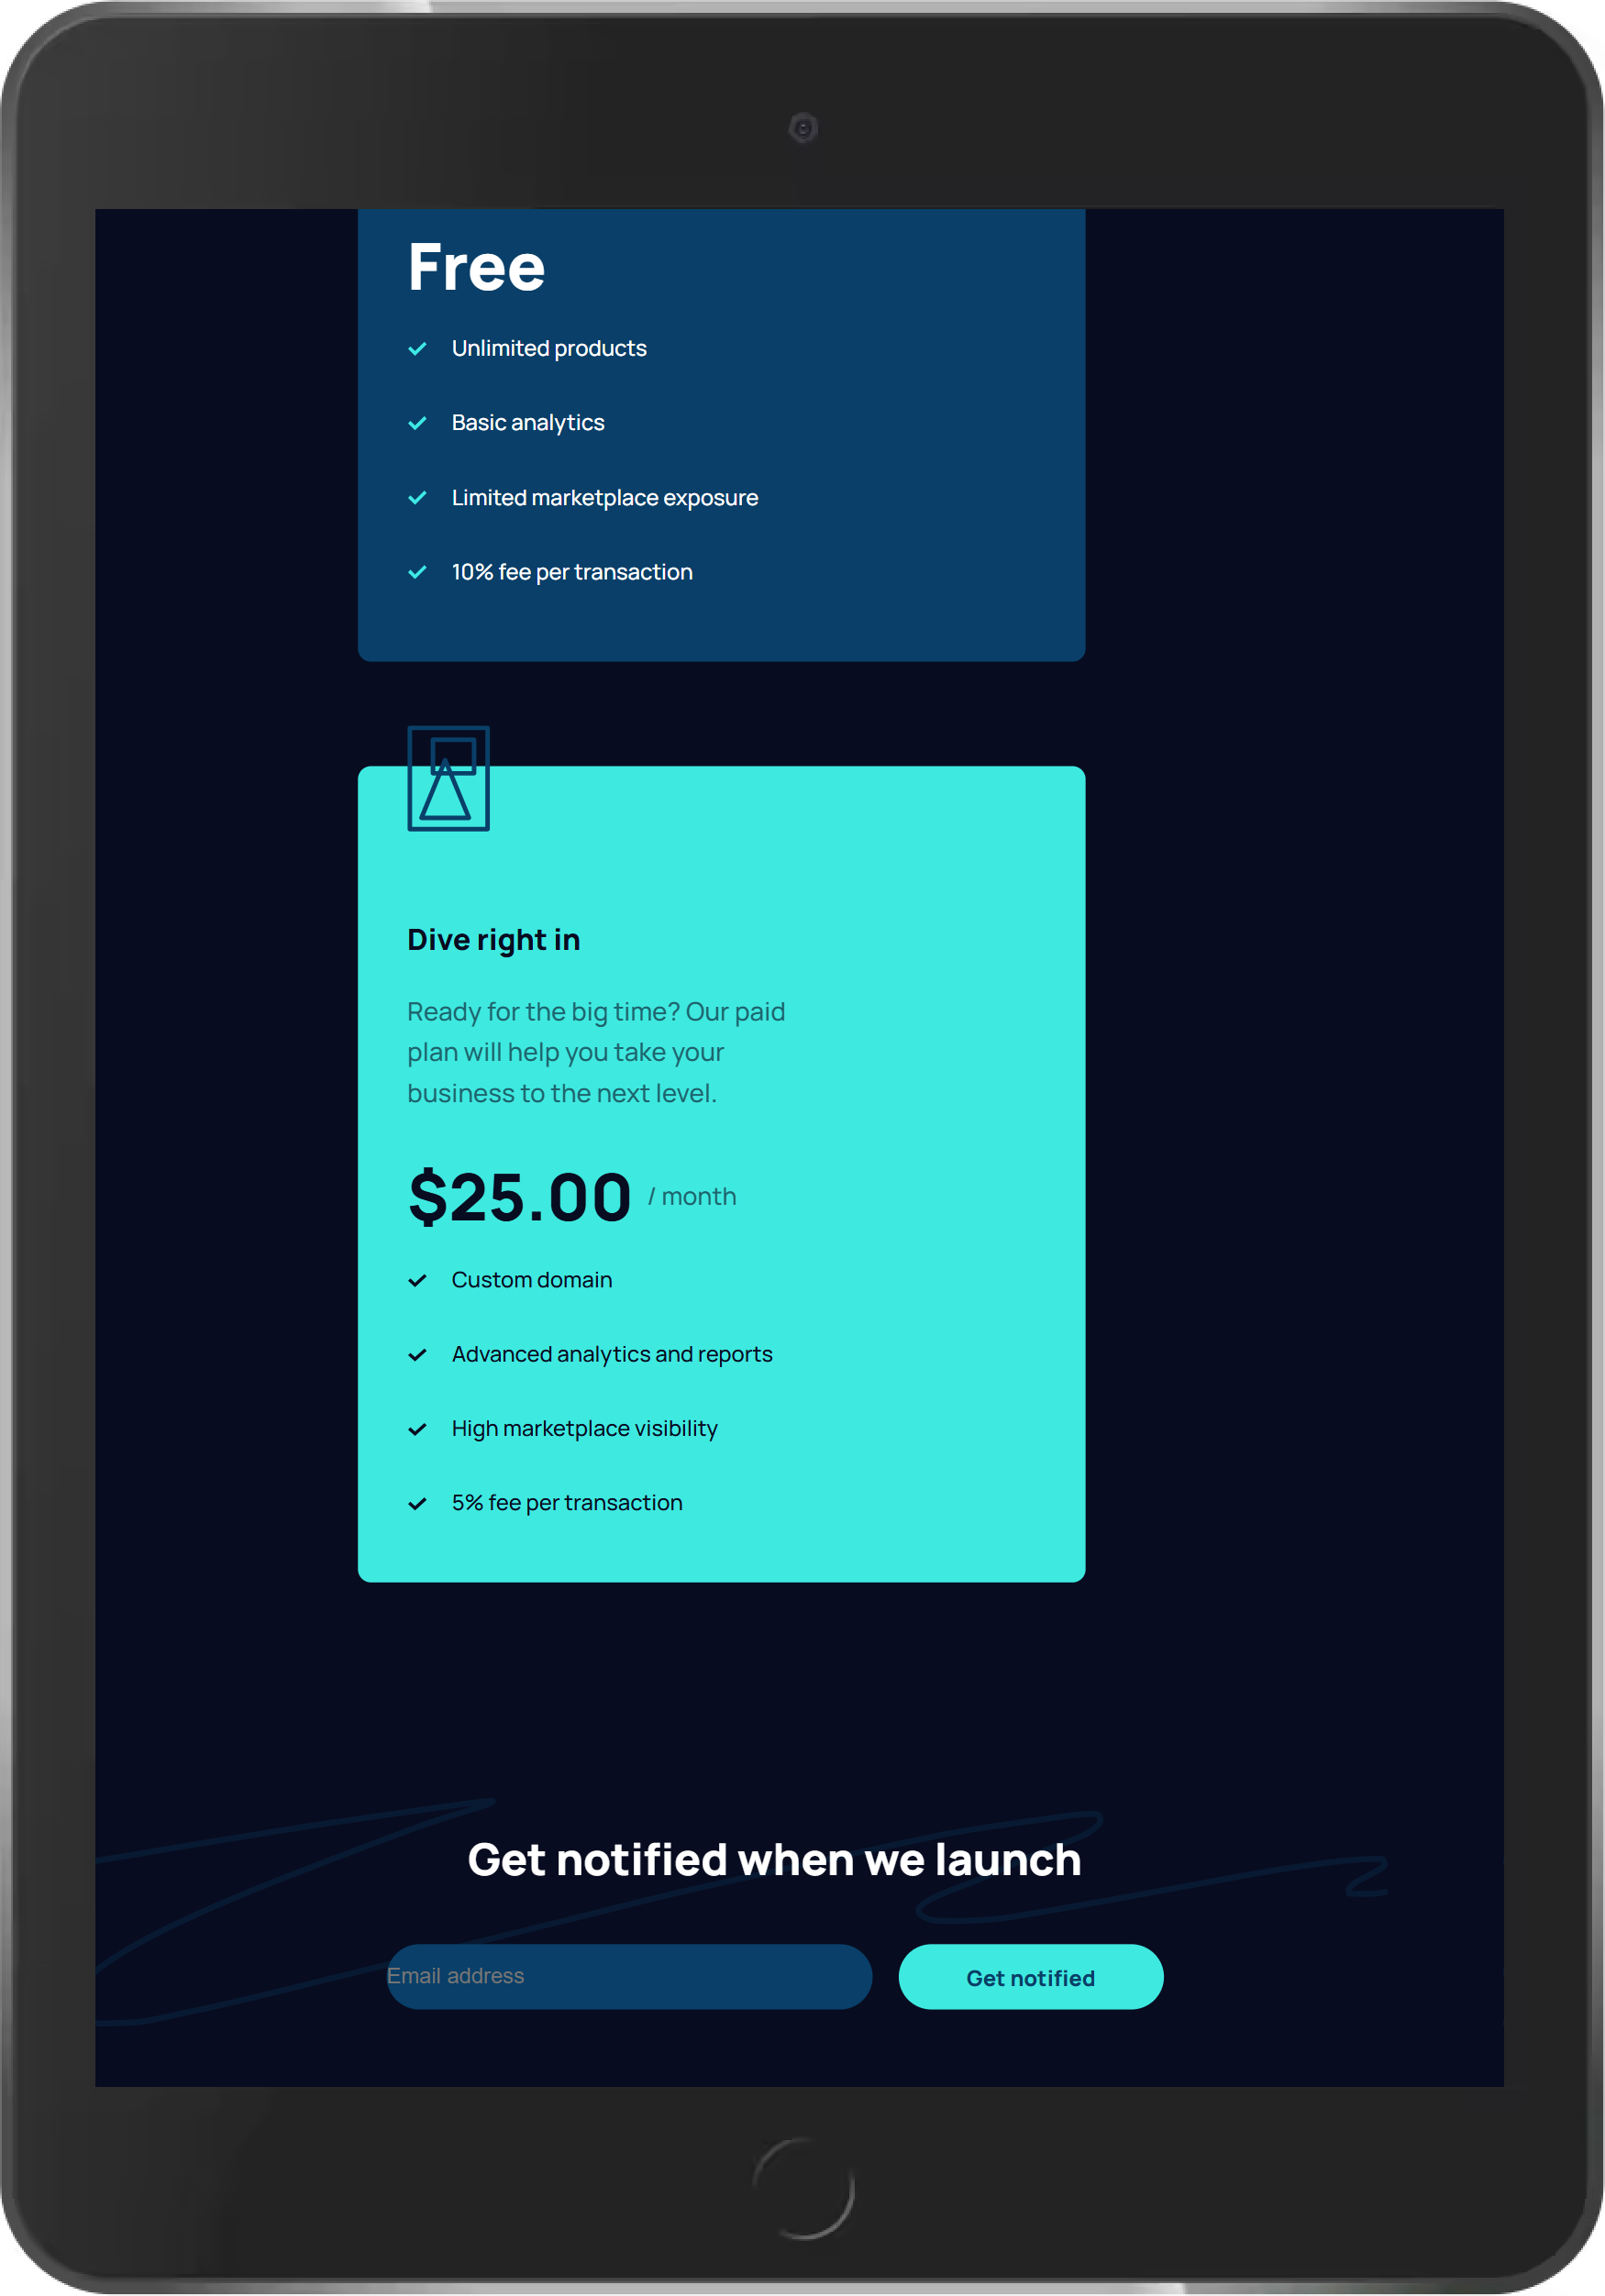 Free
Unlimited products
Basic analytics
Limited marketplace exposure
10% fee per transaction
Dive right in
Ready for the big time? Our paid
plan will help you take your
business to the next level.
$25.00 / month
Custom domain
Advanced analytics and reports
High marketplace visibility
5% fee per transaction
Get notified when we launch
Email address
Get notified